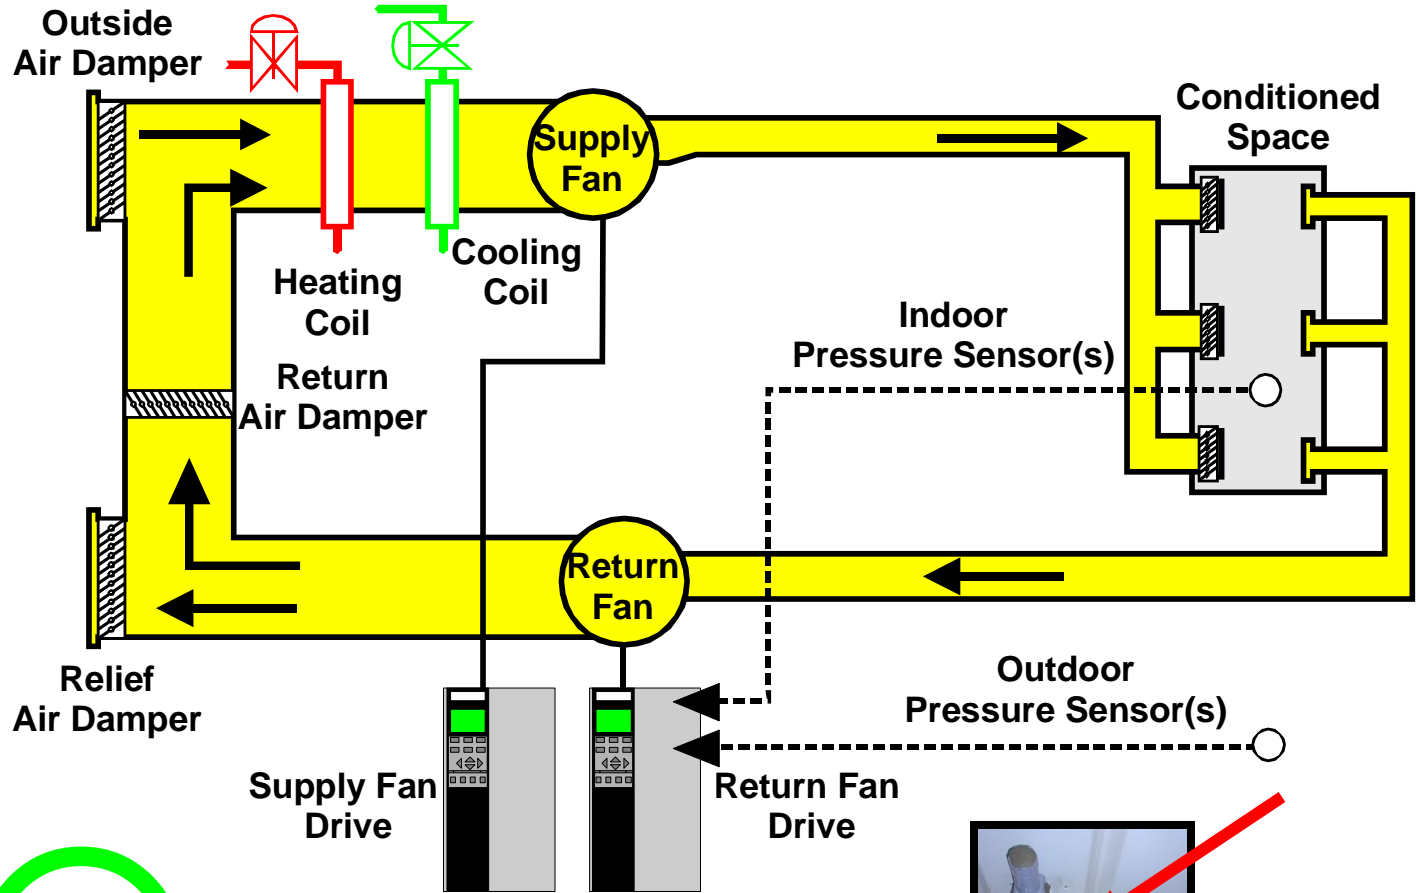 Outside
Air Damper
Supply
Fan
Conditioned
Space
Heating
Coil
Cooling
Coil
Indoor
Pressure Sensor(s)
Return
Air Damper
Return
Fan
Relief
Air Damper
Outdoor
Pressure Sensor(s)
Supply Fan
Drive
Return Fan
Drive